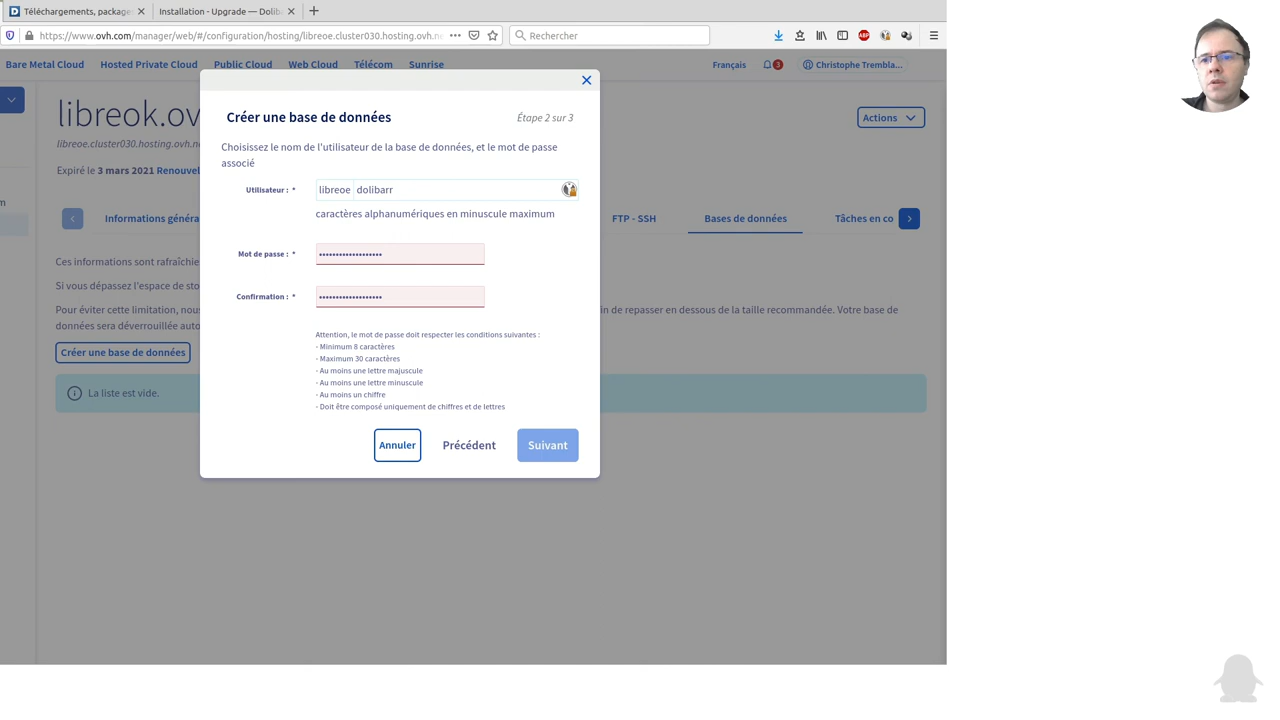 Téléchargements, package
Installation - Upgrade — Dolib
https://www.ovh.com/manager/web/#/configuration/hosting/libreoe.cluster030.hosting.ovh.ne
Rechercher
ABP
Bare Metal Cloud Hosted Private Cloud Public Cloud Web Cloud Télécom Sunrise Français 3 Christophe Trembla...
Créer une base de données
Étape 2 sur 3
libreok.ov
Actions
libreoe.cluster030.hosting.ovh.n
Choisissez le nom de l'utilisateur de la base de données, et le mot de passe
associé
Expiré le 3 mars 2021 Renouvel
Utilisateur : * libreoe dolibarr
caractères alphanumériques en minuscule maximum
Informations généra
FTP - SSH
Bases de données
Tâches en co
Mot de passe : * •••••••••••••••••••
Ces informations sont rafraîchie
Si vous dépassez l'espace de sto
Confirmation : * •••••••••••••••••••
Pour éviter cette limitation, nou
in de repasser en dessous de la taille recommandée. Votre base de
données sera déverrouillée auto
Attention, le mot de passe doit respecter les conditions suivantes :
- Minimum 8 caractères
- Maximum 30 caractères
- Au moins une lettre majuscule
- Au moins une lettre minuscule
- Au moins un chiffre
- Doit être composé uniquement de chiffres et de lettres
Créer une base de données
La liste est vide.
Annuler Précédent Suivant